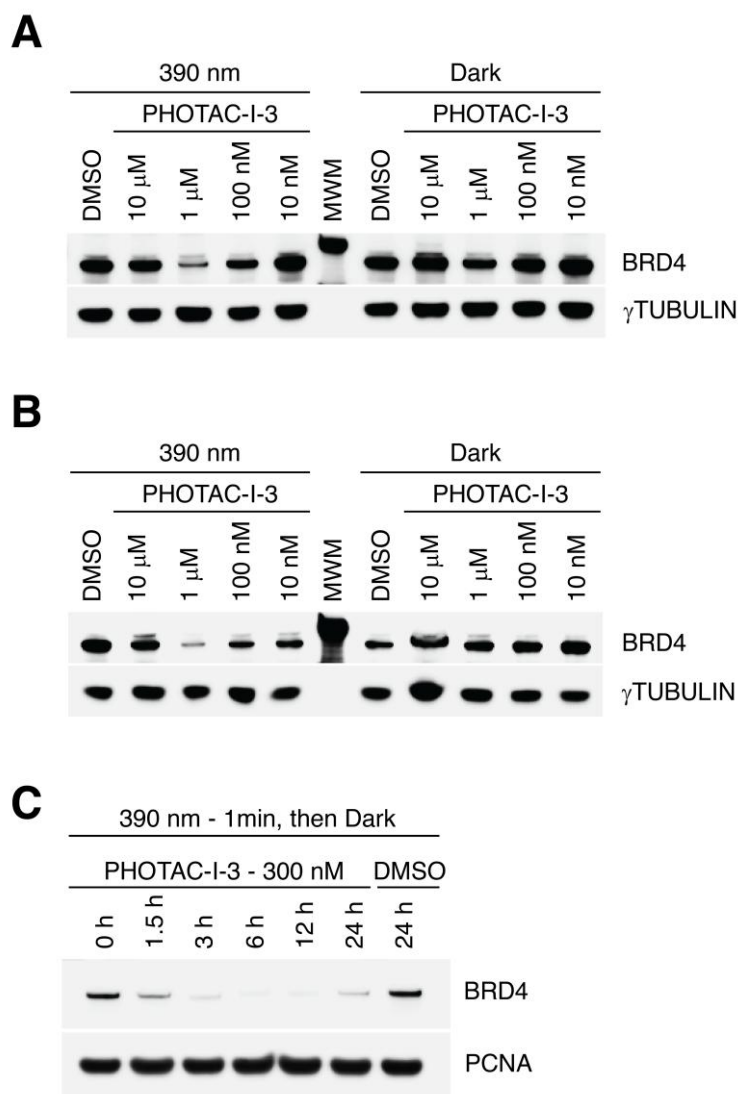 A
390 nm Dark
PHOTAC-I-3 PHOTAC-I-3
DMSO 10 μM 1 μM 100 nM 10 nM MWM DMSO 10 μM 1 μM 100 nM 10 nM
BRD4
γTUBULIN
B
390 nm Dark
PHOTAC-I-3 PHOTAC-I-3
DMSO 10 μM 1 μM 100 nM 10 nM MWM DMSO 10 μM 1 μM 100 nM 10 nM
BRD4
γTUBULIN
C
390 nm - 1min, then Dark
PHOTAC-I-3 - 300 nM DMSO
0 h 1.5 h 3 h 6 h 12 h 24 h 24 h
BRD4
PCNA